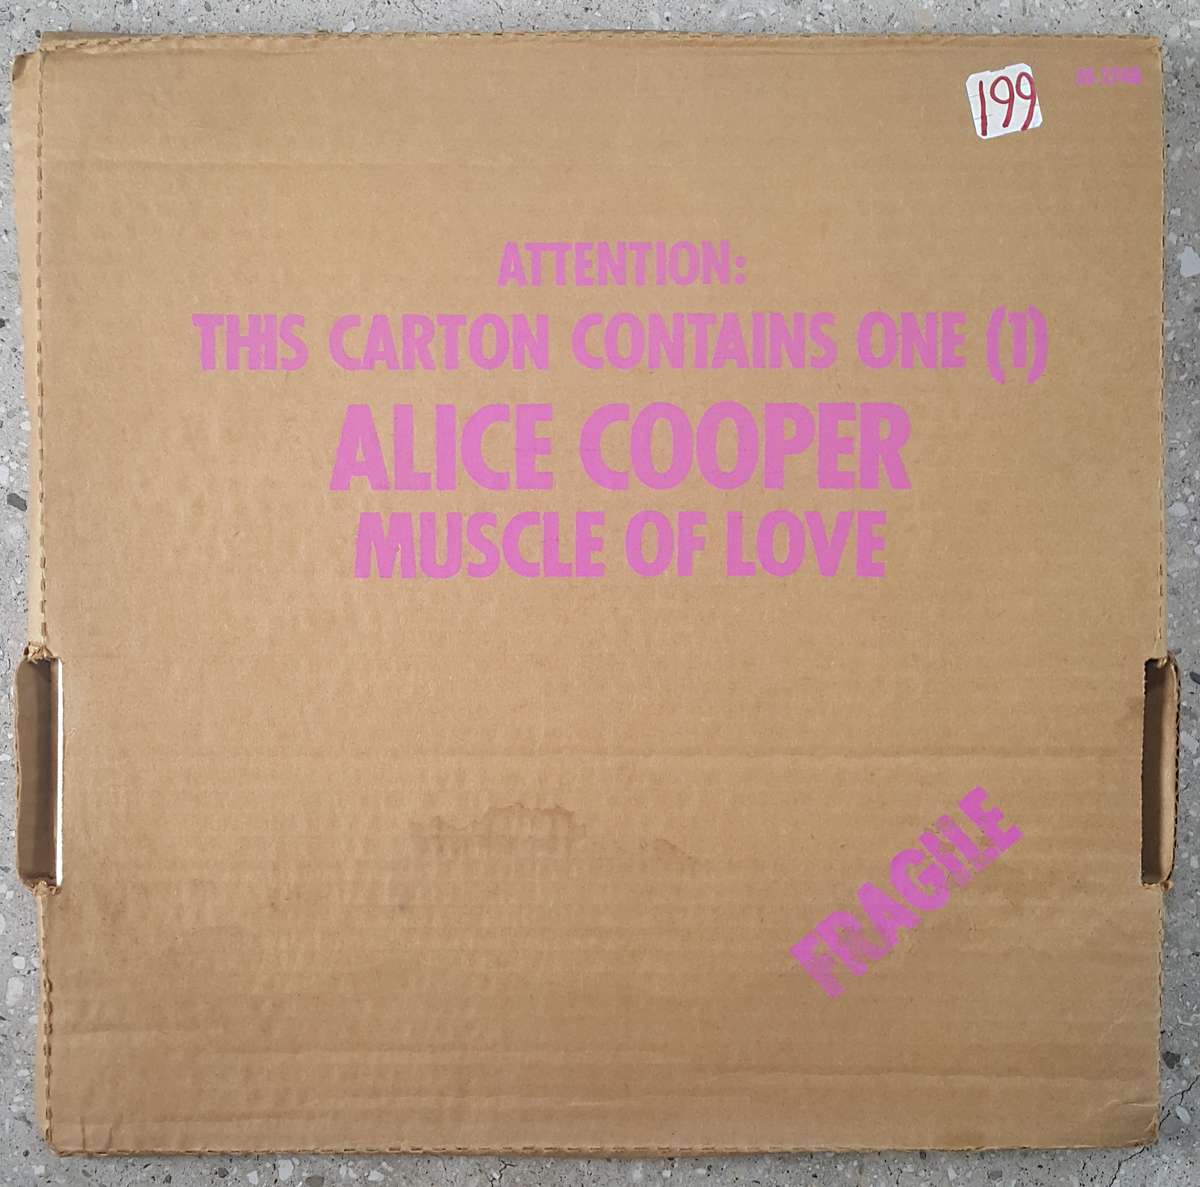 199
ATTENTION:
THIS CARTON CONTAINS ONE (1)
ALICE COOPER
MUSCLE OF LOVE
FRAGILE